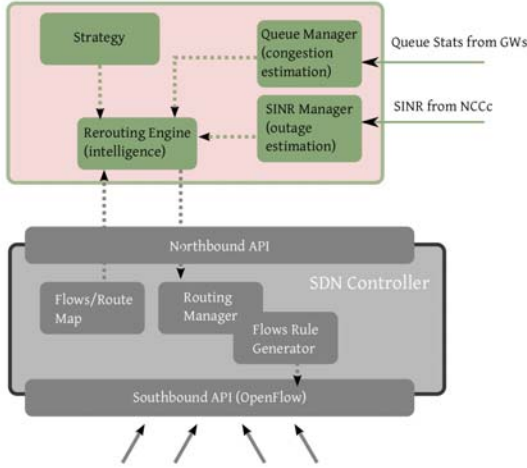 Strategy
Queue Manager
(congestion
estimation)
Queue Stats from GWs
SINR Manager
(outage
estimation)
SINR from NCCc
Rerouting Engine
(intelligence)
Northbound API
SDN Controller
Flows/Route
Map
Routing
Manager
Flows Rule
Generator
Southbound API (OpenFlow)